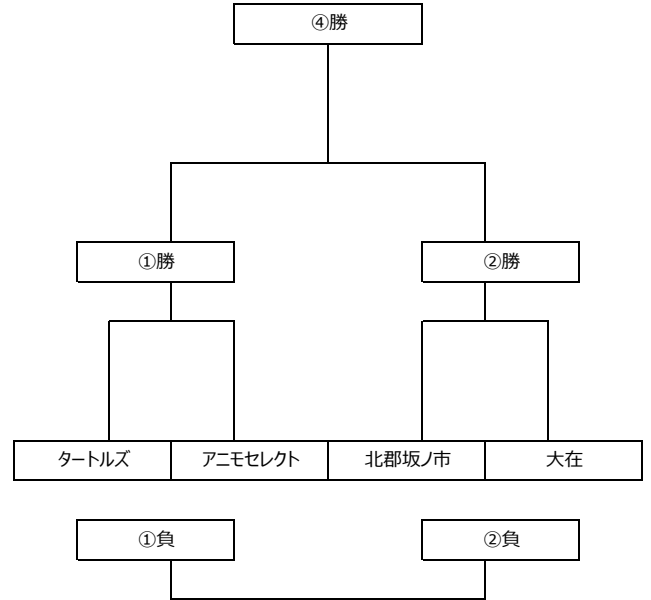 ④勝
①勝
②勝
タートルズ
アニモセレクト
北郡坂ノ市
大在
①負
②負